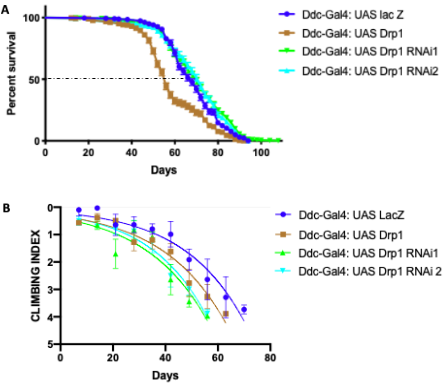 A
Ddc-Gal4: UAS lac Z
Ddc-Gal4: UAS Drp1
Ddc-Gal4: UAS Drp1 RNAi1
Ddc-Gal4: UAS Drp1 RNAi2
Percent survival
100
50
0
0 20 40 60 80 100
Days
B
Ddc-Gal4: UAS LacZ
Ddc-Gal4: UAS Drp1
Ddc-Gal4: UAS Drp1 RNAi1
Ddc-Gal4: UAS Drp1 RNAi 2
CLIMBING INDEX
0
1
2
3
4
5
0 20 40 60 80
Days